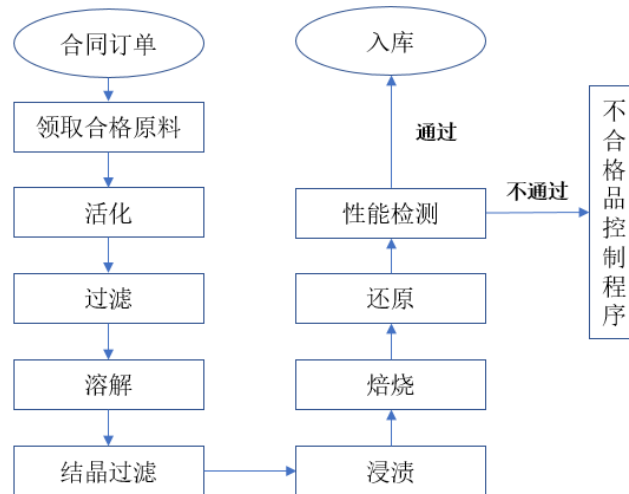 合同订单
领取合格原料
活化
过滤
溶解
结晶过滤
浸渍
焙烧
还原
性能检测
通过
入库
不通过
不合格品控制程序